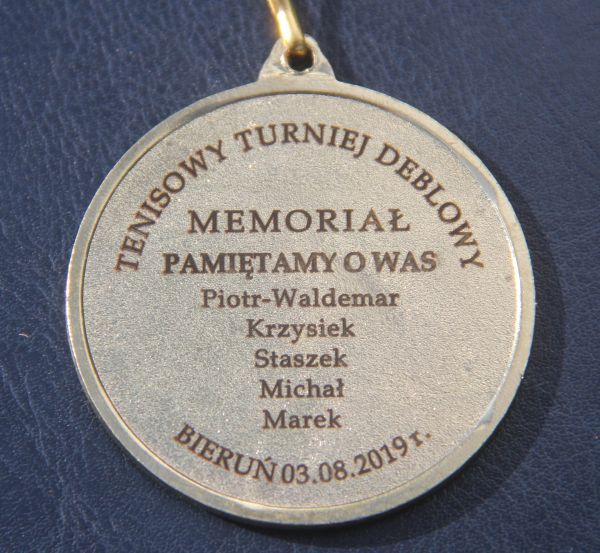 TENISOWY TURNIEJ DEBLOWY
MEMORIAŁ
PAMIĘTAMY O WAS
Piotr-Waldemar
Krzysiek
Staszek
Michał
Marek
BIERUŃ 03.08.2019 r.